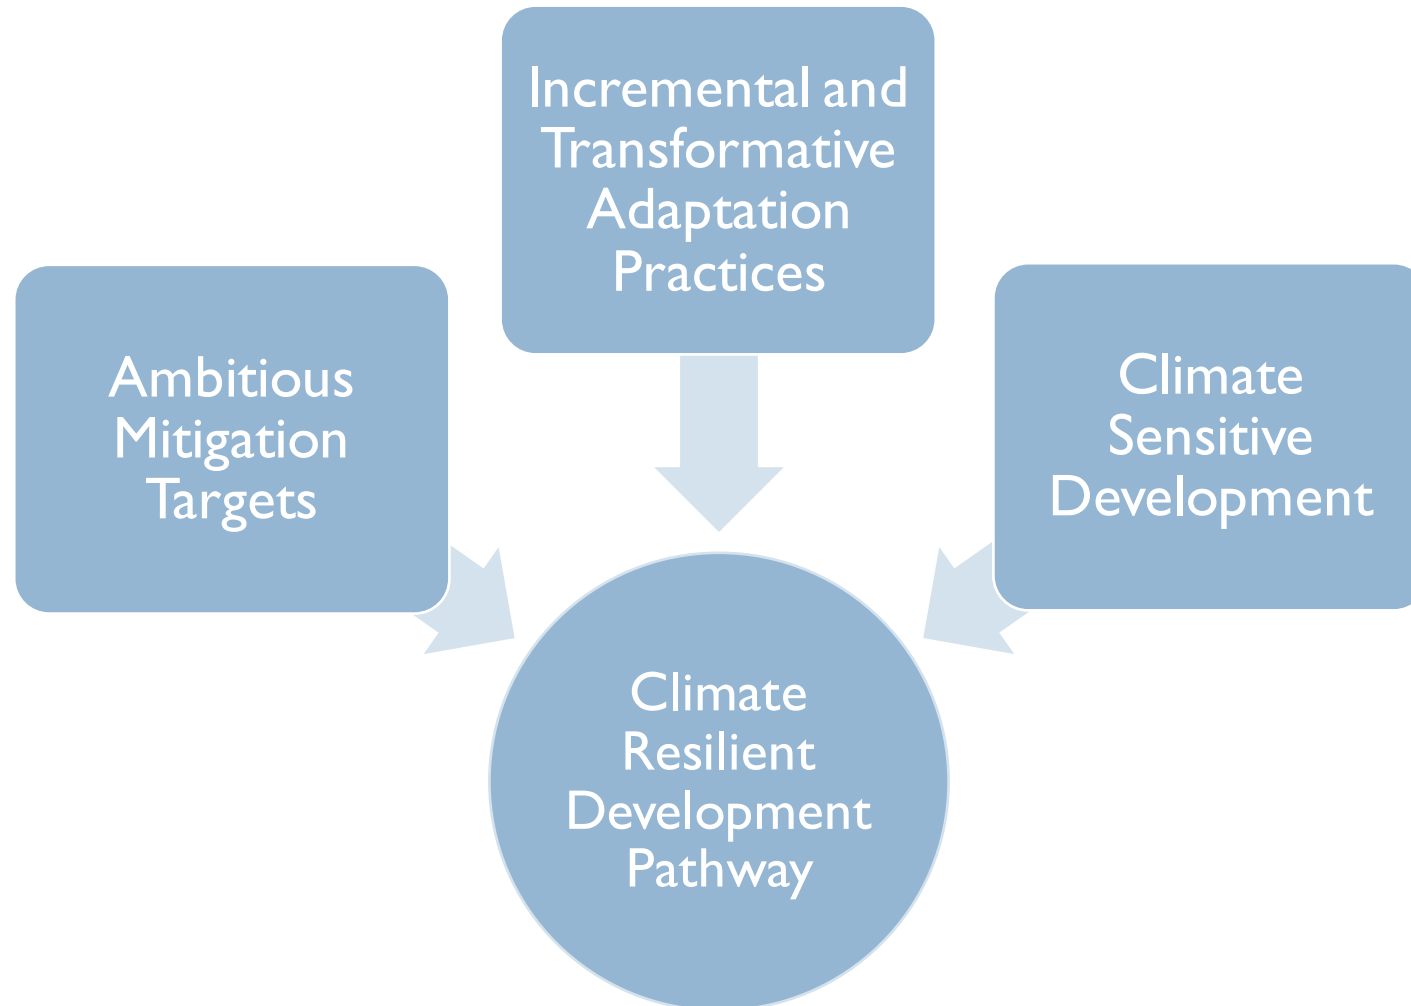 Incremental and
Transformative
Adaptation
Practices
Ambitious
Mitigation
Targets
Climate
Sensitive
Development
Climate
Resilient
Development
Pathway